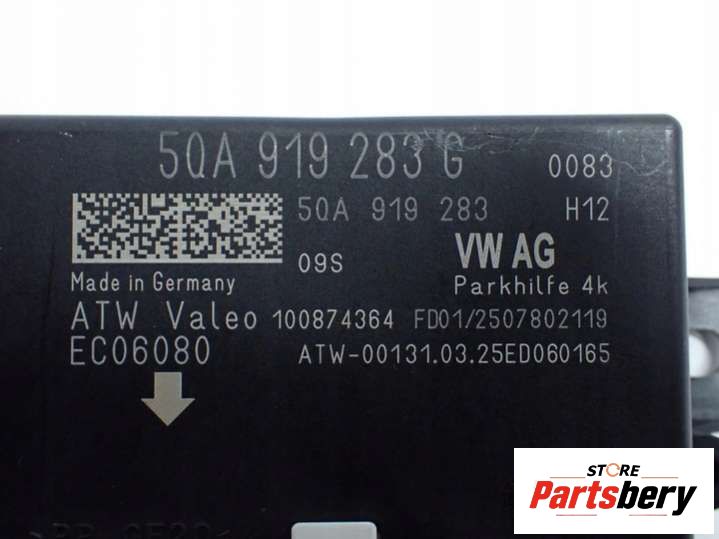 5QA 919 283 G 0083
5QA 919 283 H12
09S VW AG
Made in Germany Parkhilfe 4k
ATW Valeo 100874364 FD01/2507802119
EC06080 ATW-00131.03.25ED060165
STORE
Partsbery